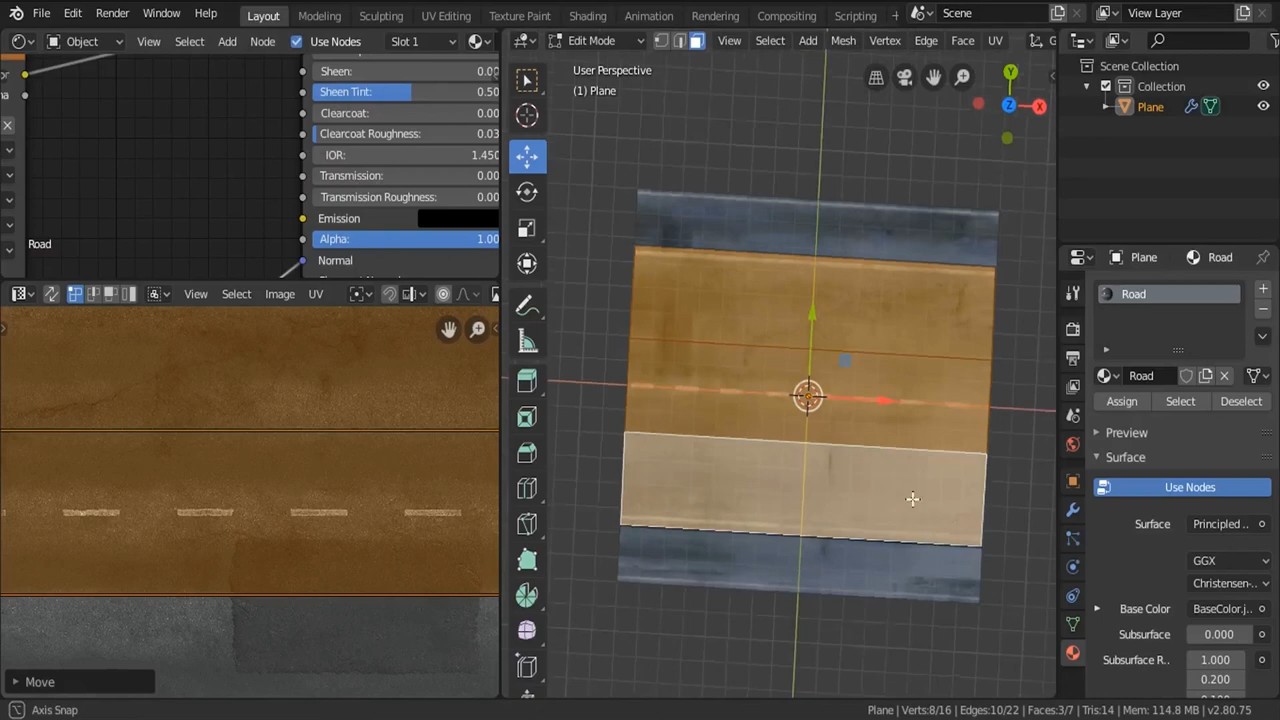 File Edit Render Window Help Layout Modeling Sculpting UV Editing Texture Paint Shading Animation Rendering Compositing Scripting + Scene View Layer
Object View Select Add Node Use Nodes Slot 1
Edit Mode View Select Add Mesh Vertex Edge Face UV
Sheen: 0.00
Sheen Tint: 0.50
Clearcoat: 0.00
Clearcoat Roughness: 0.03
IOR: 1.450
Transmission: 0.00
Transmission Roughness: 0.00
Emission
Alpha: 1.00
Normal
Road
View Select Image UV
Move
User Perspective
(1) Plane
Y
Z
X
Scene Collection
Collection
Plane
Plane Road
Road
Road
Assign Select Deselect
Preview
Surface
Use Nodes
Surface Principled ..
GGX
Christensen-..
Base Color BaseColor.j..
Subsurface 0.000
Subsurface R.. 1.000
0.200
Axis Snap
Plane | Verts:8/16 | Edges:10/22 | Faces:3/7 | Tris:14 | Mem: 114.8 MB | v2.80.75